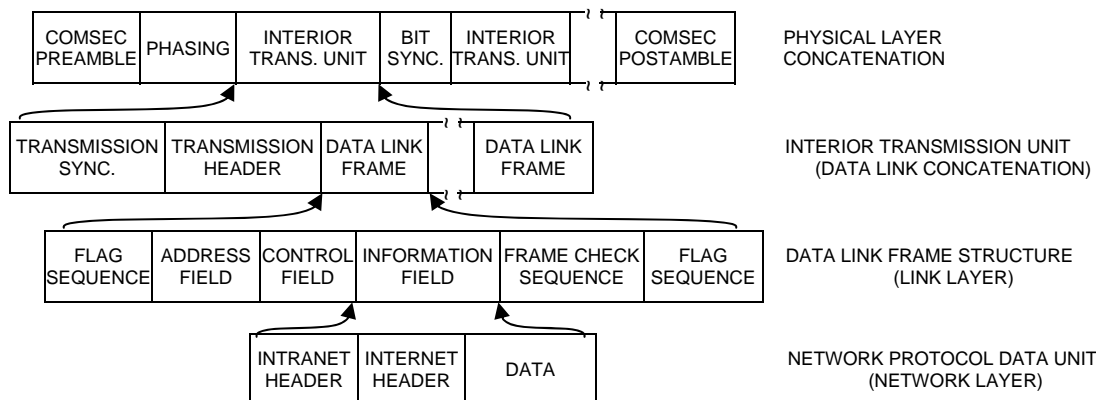 COMSEC PREAMBLE
PHASING
INTERIOR TRANS. UNIT
BIT SYNC.
INTERIOR TRANS. UNIT
~ ~
COMSEC POSTAMBLE
~ ~
PHYSICAL LAYER
CONCATENATION
TRANSMISSION SYNC.
TRANSMISSION HEADER
DATA LINK FRAME
~ ~
DATA LINK FRAME
~ ~
INTERIOR TRANSMISSION UNIT
(DATA LINK CONCATENATION)
FLAG SEQUENCE
ADDRESS FIELD
CONTROL FIELD
INFORMATION FIELD
FRAME CHECK SEQUENCE
FLAG SEQUENCE
DATA LINK FRAME STRUCTURE
(LINK LAYER)
INTRANET HEADER
INTERNET HEADER
DATA
NETWORK PROTOCOL DATA UNIT
(NETWORK LAYER)